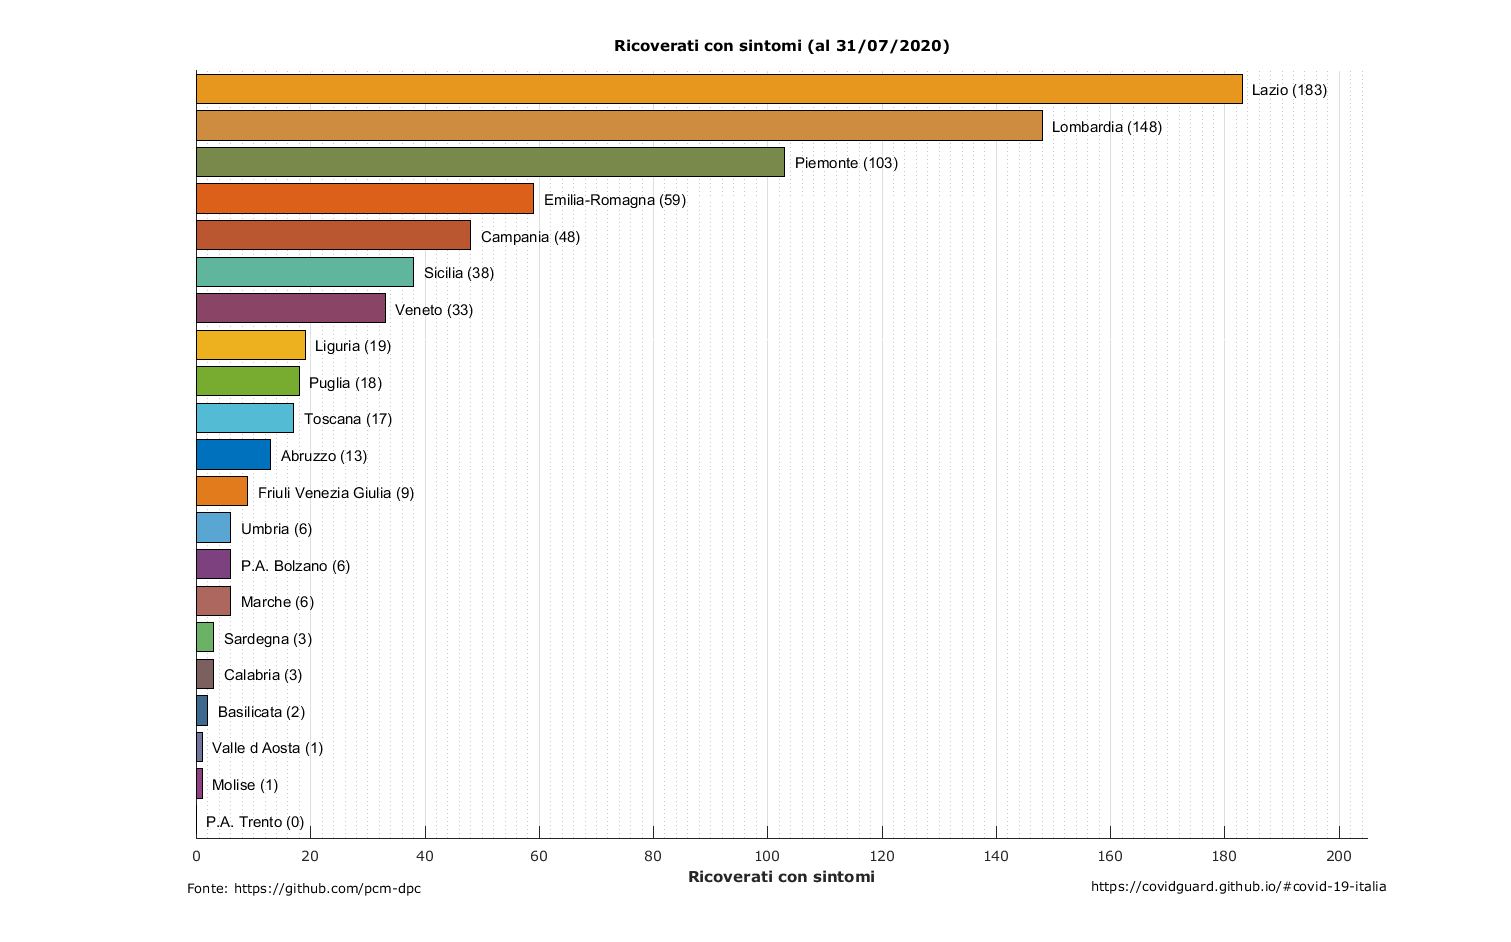 Ricoverati con sintomi (al 31/07/2020)
Lazio (183)
Lombardia (148)
Piemonte (103)
Emilia-Romagna (59)
Campania (48)
Sicilia (38)
Veneto (33)
Liguria (19)
Puglia (18)
Toscana (17)
Abruzzo (13)
Friuli Venezia Giulia (9)
Umbria (6)
P.A. Bolzano (6)
Marche (6)
Sardegna (3)
Calabria (3)
Basilicata (2)
Valle d Aosta (1)
Molise (1)
P.A. Trento (0)
0 20 40 60 80 100 120 140 160 180 200
Ricoverati con sintomi
Fonte: https://github.com/pcm-dpc
https://covidguard.github.io/#covid-19-italia